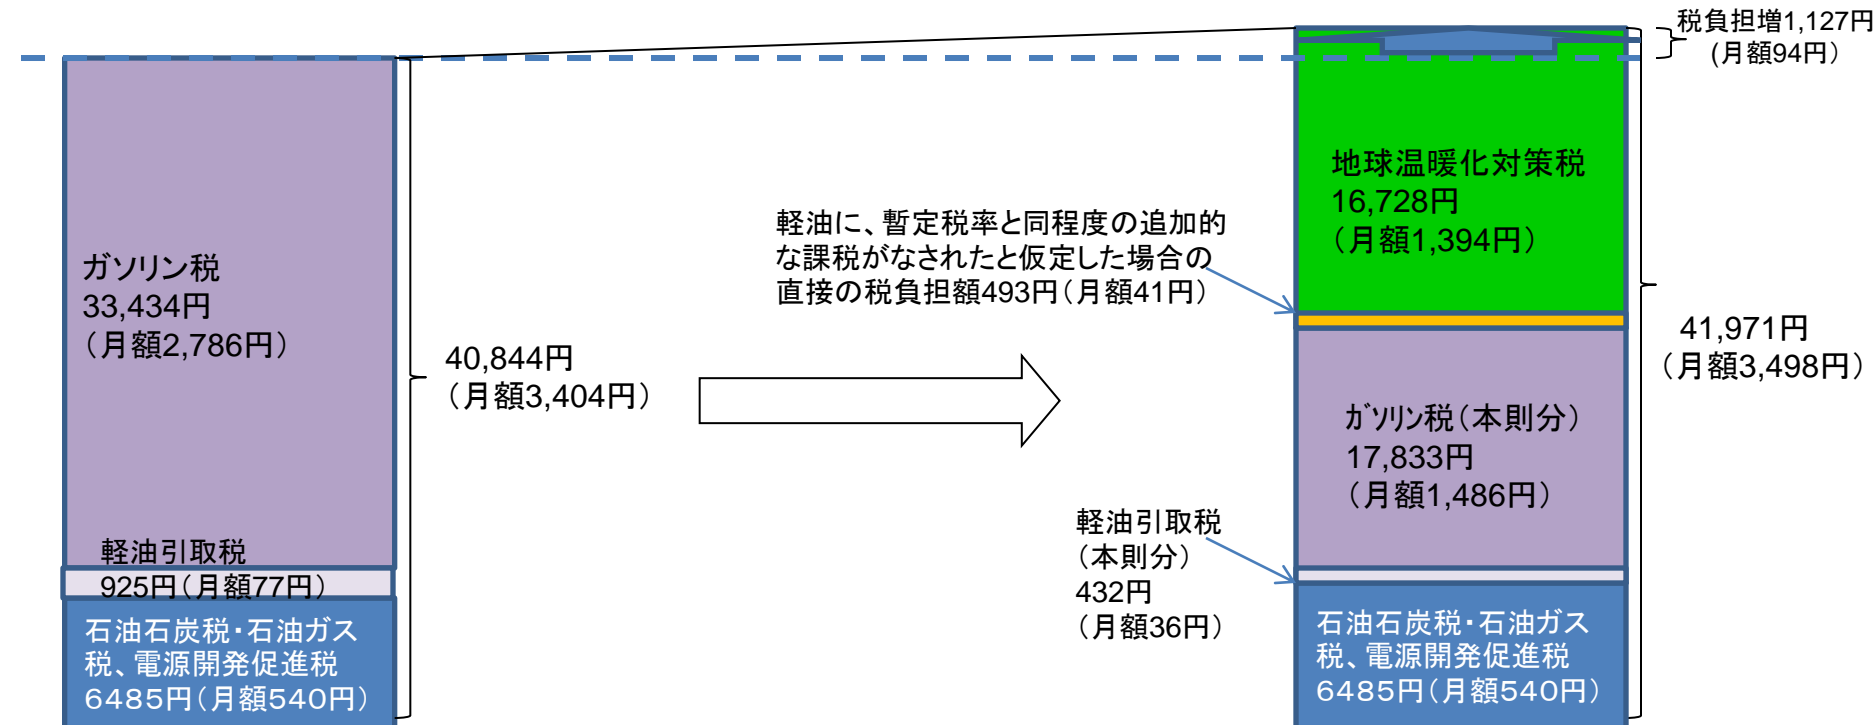 税負担増1,127円
(月額94円）
ガソリン税
33,434円
（月額2,786円）
軽油引取税
925円（月額77円）
石油石炭税・石油ガス
税、電源開発促進税
6485円（月額540円）
40,844円
（月額3,404円）
軽油に、暫定税率と同程度の追加的
な課税がなされたと仮定した場合の
直接の税負担額493円（月額41円）
軽油引取税
（本則分）
432円
（月額36円）
地球温暖化対策税
16,728円
（月額1,394円）
ｶﾞｿﾘﾝ税（本則分）
17,833円
（月額1,486円）
石油石炭税・石油ガス
税、電源開発促進税
6485円（月額540円）
41,971円
（月額3,498円）